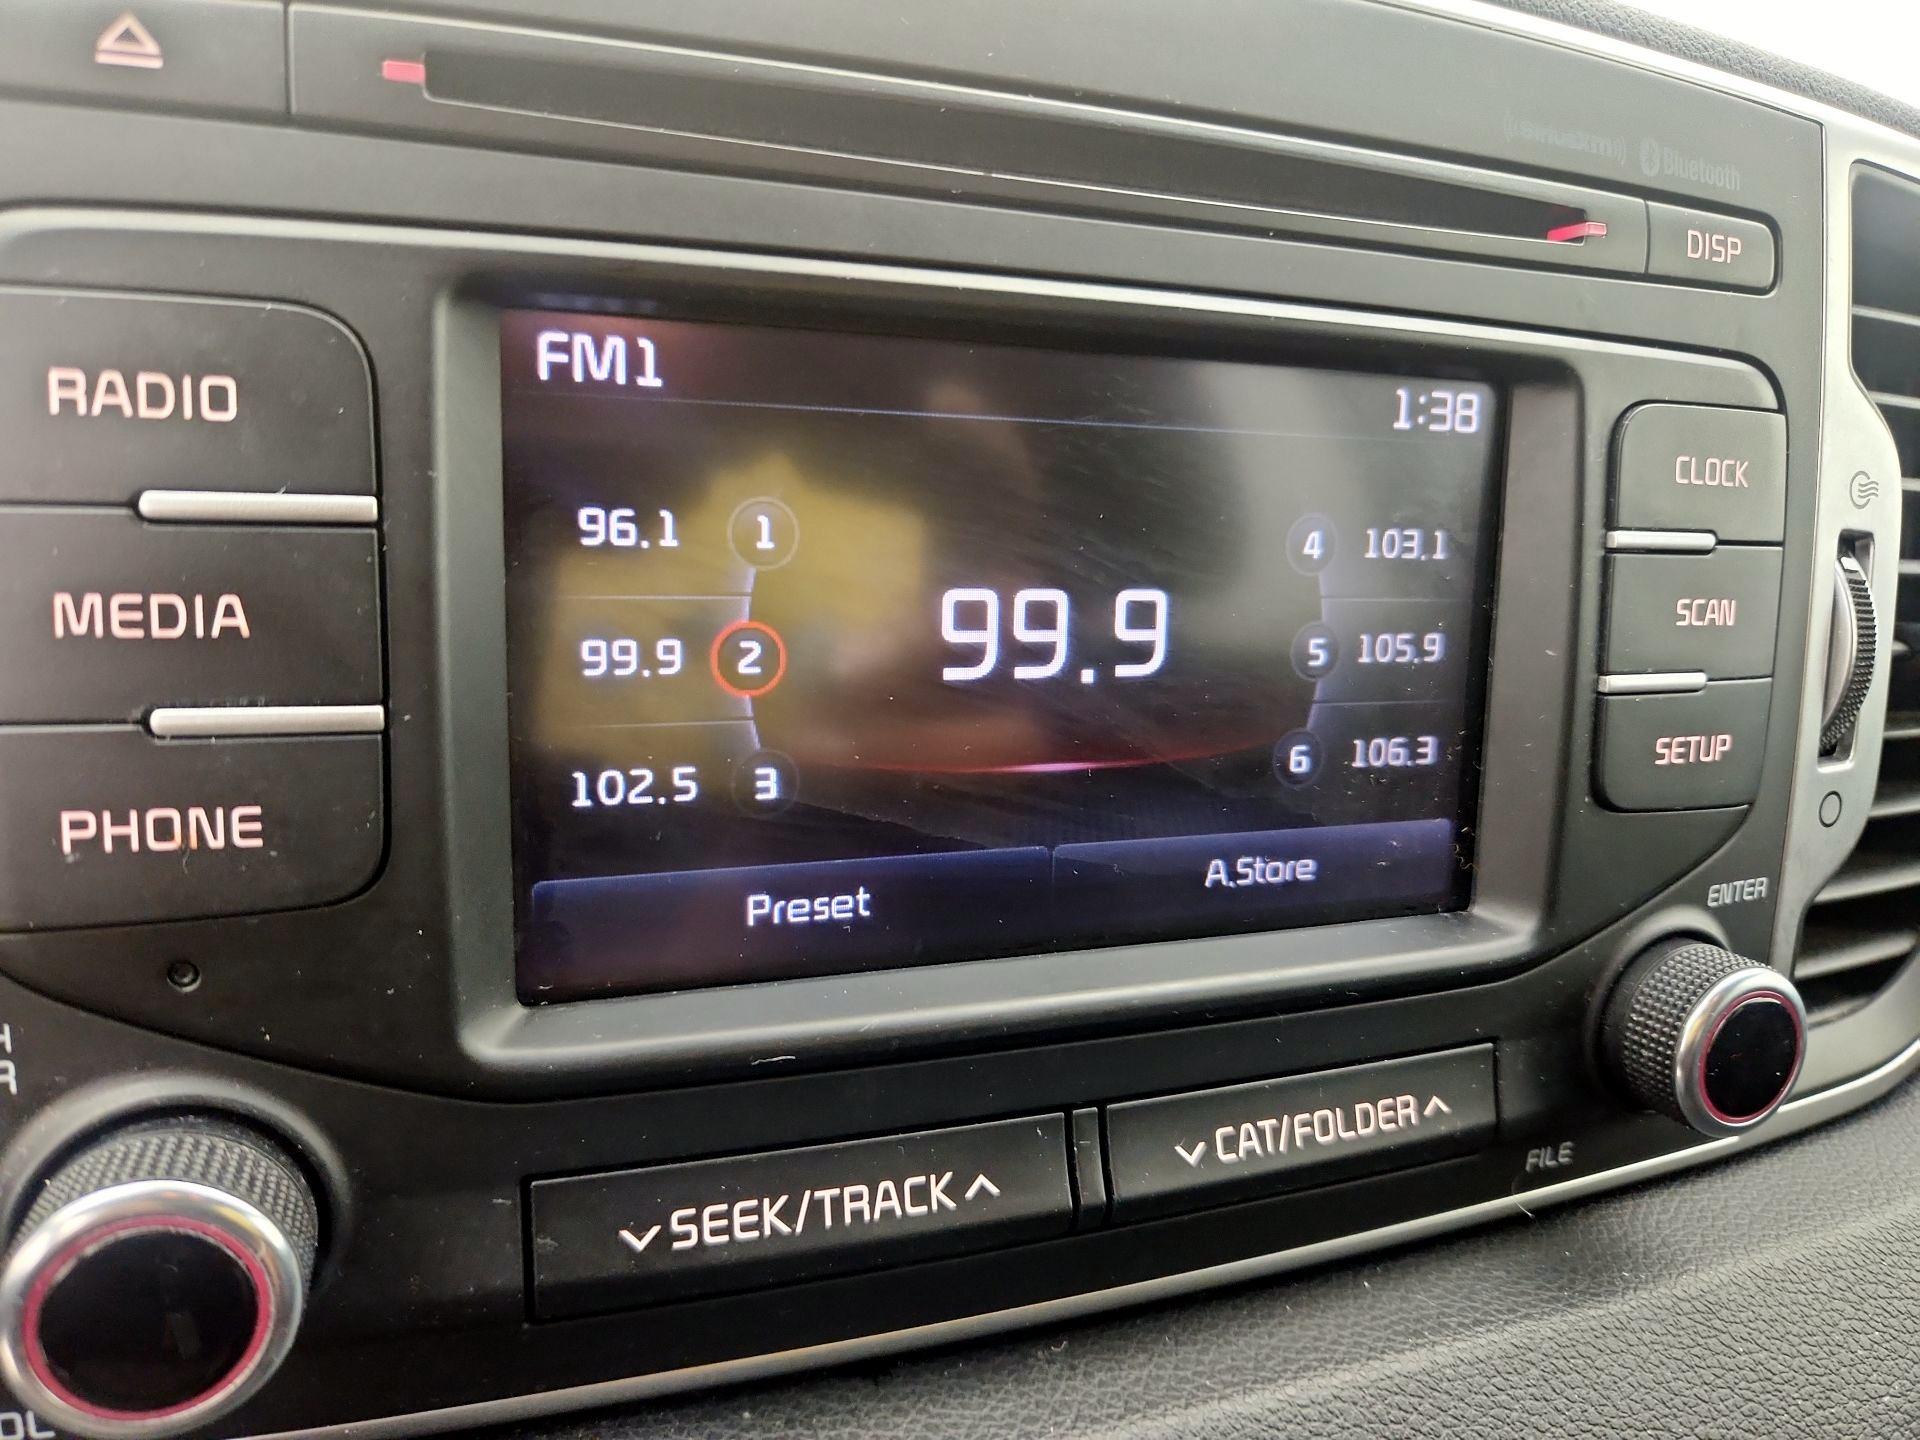 siriusxm Bluetooth
DISP
RADIO
MEDIA
PHONE
FM1
1:38
96.1 1
99.9 2
102.5 3
99.9
4 103.1
5 105.9
6 106.3
Preset
A.Store
CLOCK
SCAN
SETUP
ENTER
FILE
SEEK/TRACK
CAT/FOLDER